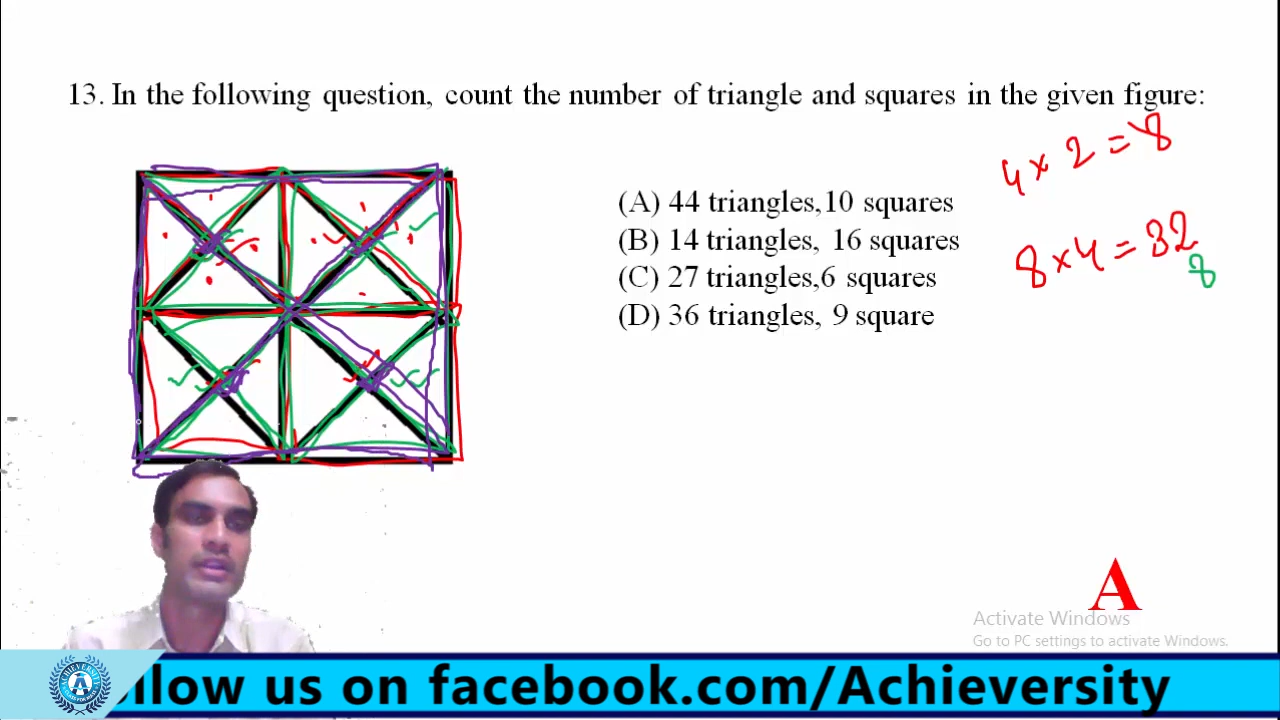 13. In the following question, count the number of triangle and squares in the given figure:
4 × 2 = 8
(A) 44 triangles,10 squares
(B) 14 triangles, 16 squares
8 × 4 = 32
8
(C) 27 triangles,6 squares
(D) 36 triangles, 9 square
A
Activate Windows
Go to PC settings to activate Windows.
ollow us on facebook.com/Achieversity